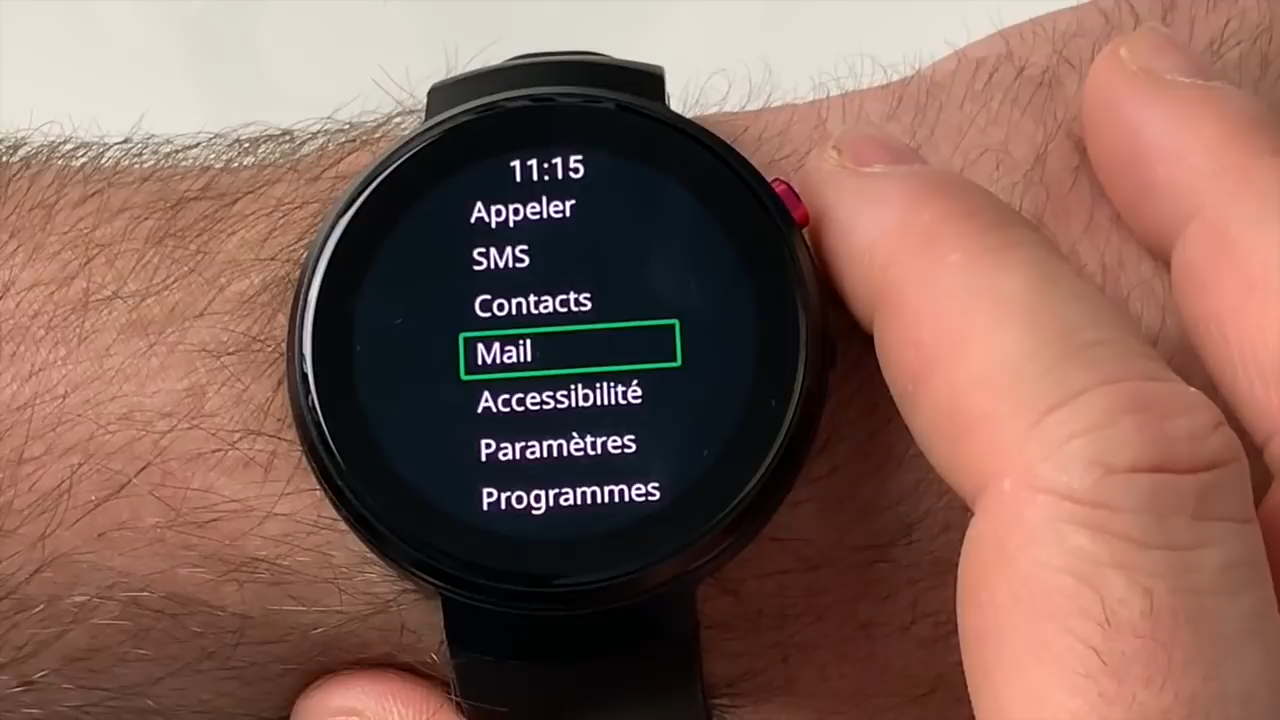 11:15
Appeler
SMS
Contacts
Mail
Accessibilité
Paramètres
Programmes